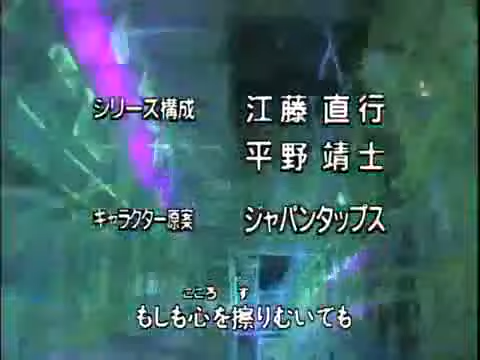 シリーズ構成 江藤 直行
平野 靖士
キャラクター原案 ジャパンタップス
こころ す
もしも心を擦りむいても